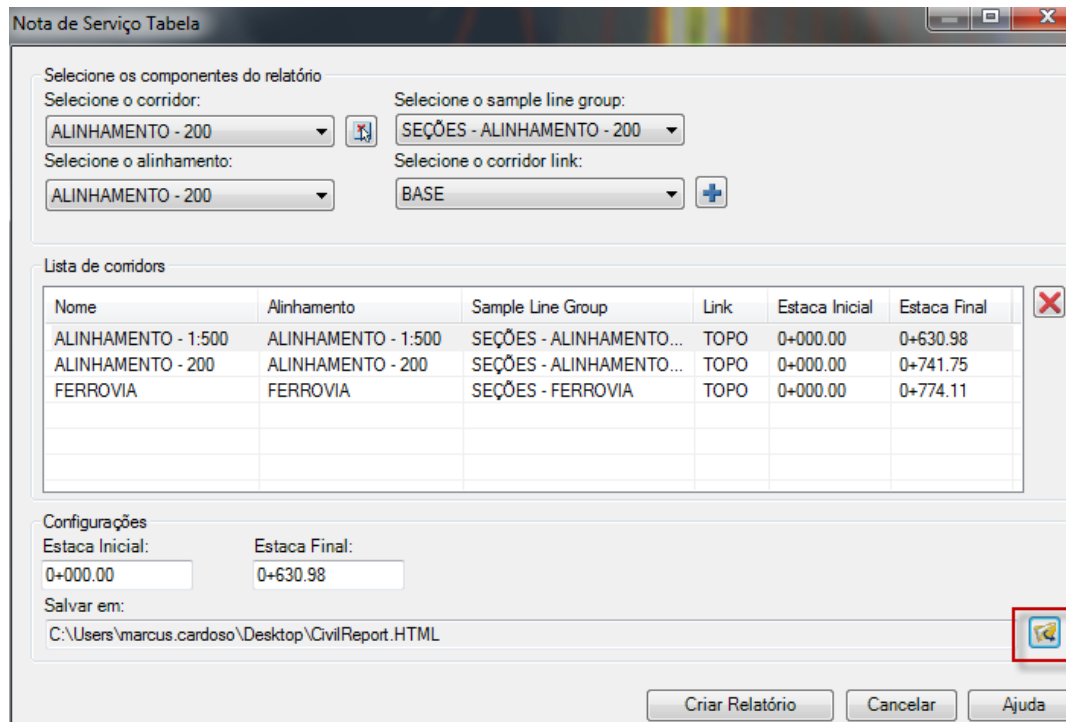 Nota de Serviço Tabela
Selecione os componentes do relatório
Selecione o corridor: Selecione o sample line group:
ALINHAMENTO - 200 SEÇÕES - ALINHAMENTO - 200
Selecione o alinhamento: Selecione o corridor link:
ALINHAMENTO - 200 BASE
Lista de corridors
Nome Alinhamento Sample Line Group Link Estaca Inicial Estaca Final
ALINHAMENTO - 1:500 ALINHAMENTO - 1:500 SEÇÕES - ALINHAMENTO... TOPO 0+000.00 0+630.98
ALINHAMENTO - 200 ALINHAMENTO - 200 SEÇÕES - ALINHAMENTO... TOPO 0+000.00 0+741.75
FERROVIA FERROVIA SEÇÕES - FERROVIA TOPO 0+000.00 0+774.11
Configurações
Estaca Inicial: Estaca Final:
0+000.00 0+630.98
Salvar em:
C:\Users\marcus.cardoso\Desktop\CivilReport.HTML
Criar Relatório Cancelar Ajuda